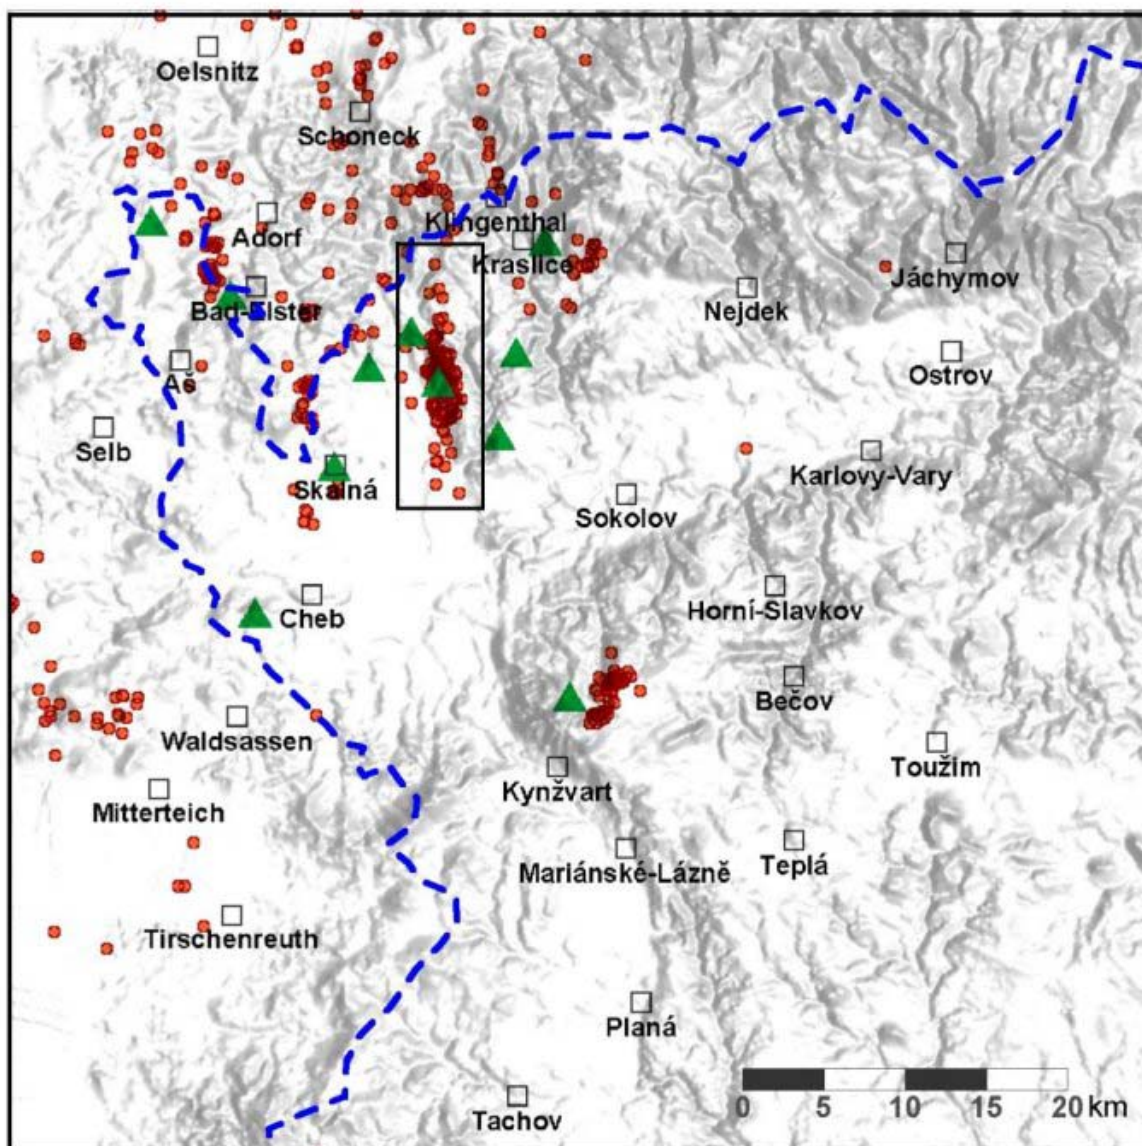 Oelsnitz
Schoneck
Klingenthal
Adorf
Kraslice
Jáchymov
Bad-Elster
Nejdek
Aš
Ostrov
Selb
Karlovy-Vary
Skalná
Sokolov
Cheb
Horní-Slavkov
Bečov
Waldsassen
Toužim
Kynžvart
Mitterteich
Mariánské-Lázně
Teplá
Tirschenreuth
Planá
Tachov
0 5 10 15 20 km